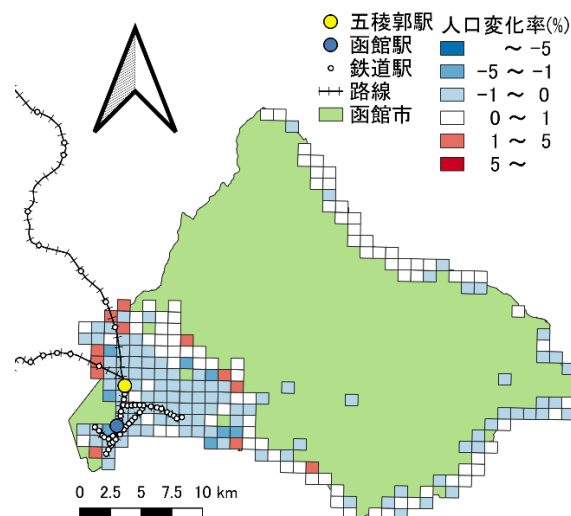 五稜郭駅
函館駅
鉄道駅
路線
函館市
人口変化率(%)
～ -5
-5 ～ -1
-1 ～ 0
0 ～ 1
1 ～ 5
5 ～
0 2.5 5 7.5 10 km